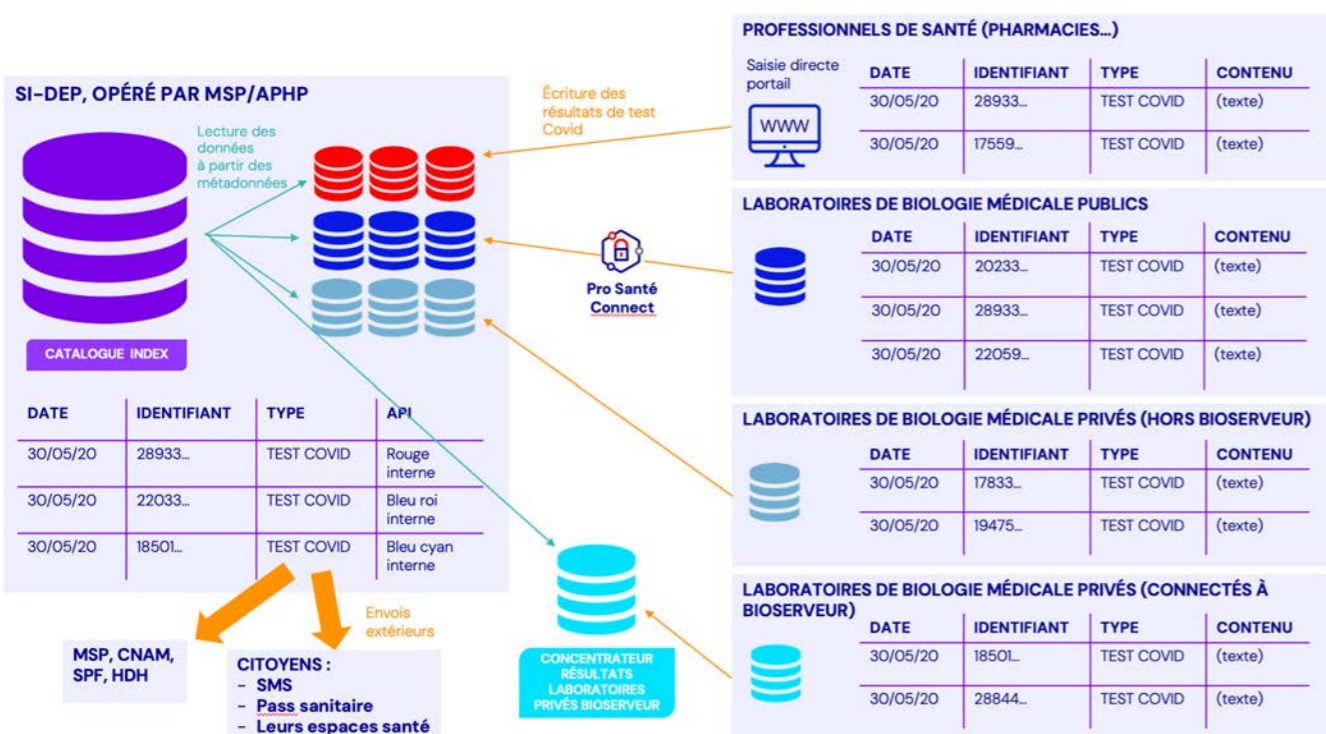 SI-DEP, OPÉRÉ PAR MSP/APHP
Lecture des
données
à partir des
métadonnées
CATALOGUE INDEX
DATE IDENTIFIANT TYPE API
30/05/20 28933... TEST COVID Rouge
interne
30/05/20 22033... TEST COVID Bleu roi
interne
30/05/20 18501... TEST COVID Bleu cyan
interne
Envois
extérieurs
MSP, CNAM,
SPF, HDH
CITOYENS :
- SMS
- Pass sanitaire
- Leurs espaces santé
Écriture des
résultats de test
Covid
Pro Santé
Connect
CONCENTRATEUR
RÉSULTATS
LABORATOIRES
PRIVÉS BIOSERVEUR
PROFESSIONNELS DE SANTÉ (PHARMACIES...)
Saisie directe
portail
WWW
DATE IDENTIFIANT TYPE CONTENU
30/05/20 28933... TEST COVID (texte)
30/05/20 17559... TEST COVID (texte)
LABORATOIRES DE BIOLOGIE MÉDICALE PUBLICS
DATE IDENTIFIANT TYPE CONTENU
30/05/20 20233... TEST COVID (texte)
30/05/20 28933... TEST COVID (texte)
30/05/20 22059... TEST COVID (texte)
LABORATOIRES DE BIOLOGIE MÉDICALE PRIVÉS (HORS BIOSERVEUR)
DATE IDENTIFIANT TYPE CONTENU
30/05/20 17833... TEST COVID (texte)
30/05/20 19475... TEST COVID (texte)
LABORATOIRES DE BIOLOGIE MÉDICALE PRIVÉS (CONNECTÉS À
BIOSERVEUR)
DATE IDENTIFIANT TYPE CONTENU
30/05/20 18501... TEST COVID (texte)
30/05/20 28844... TEST COVID (texte)